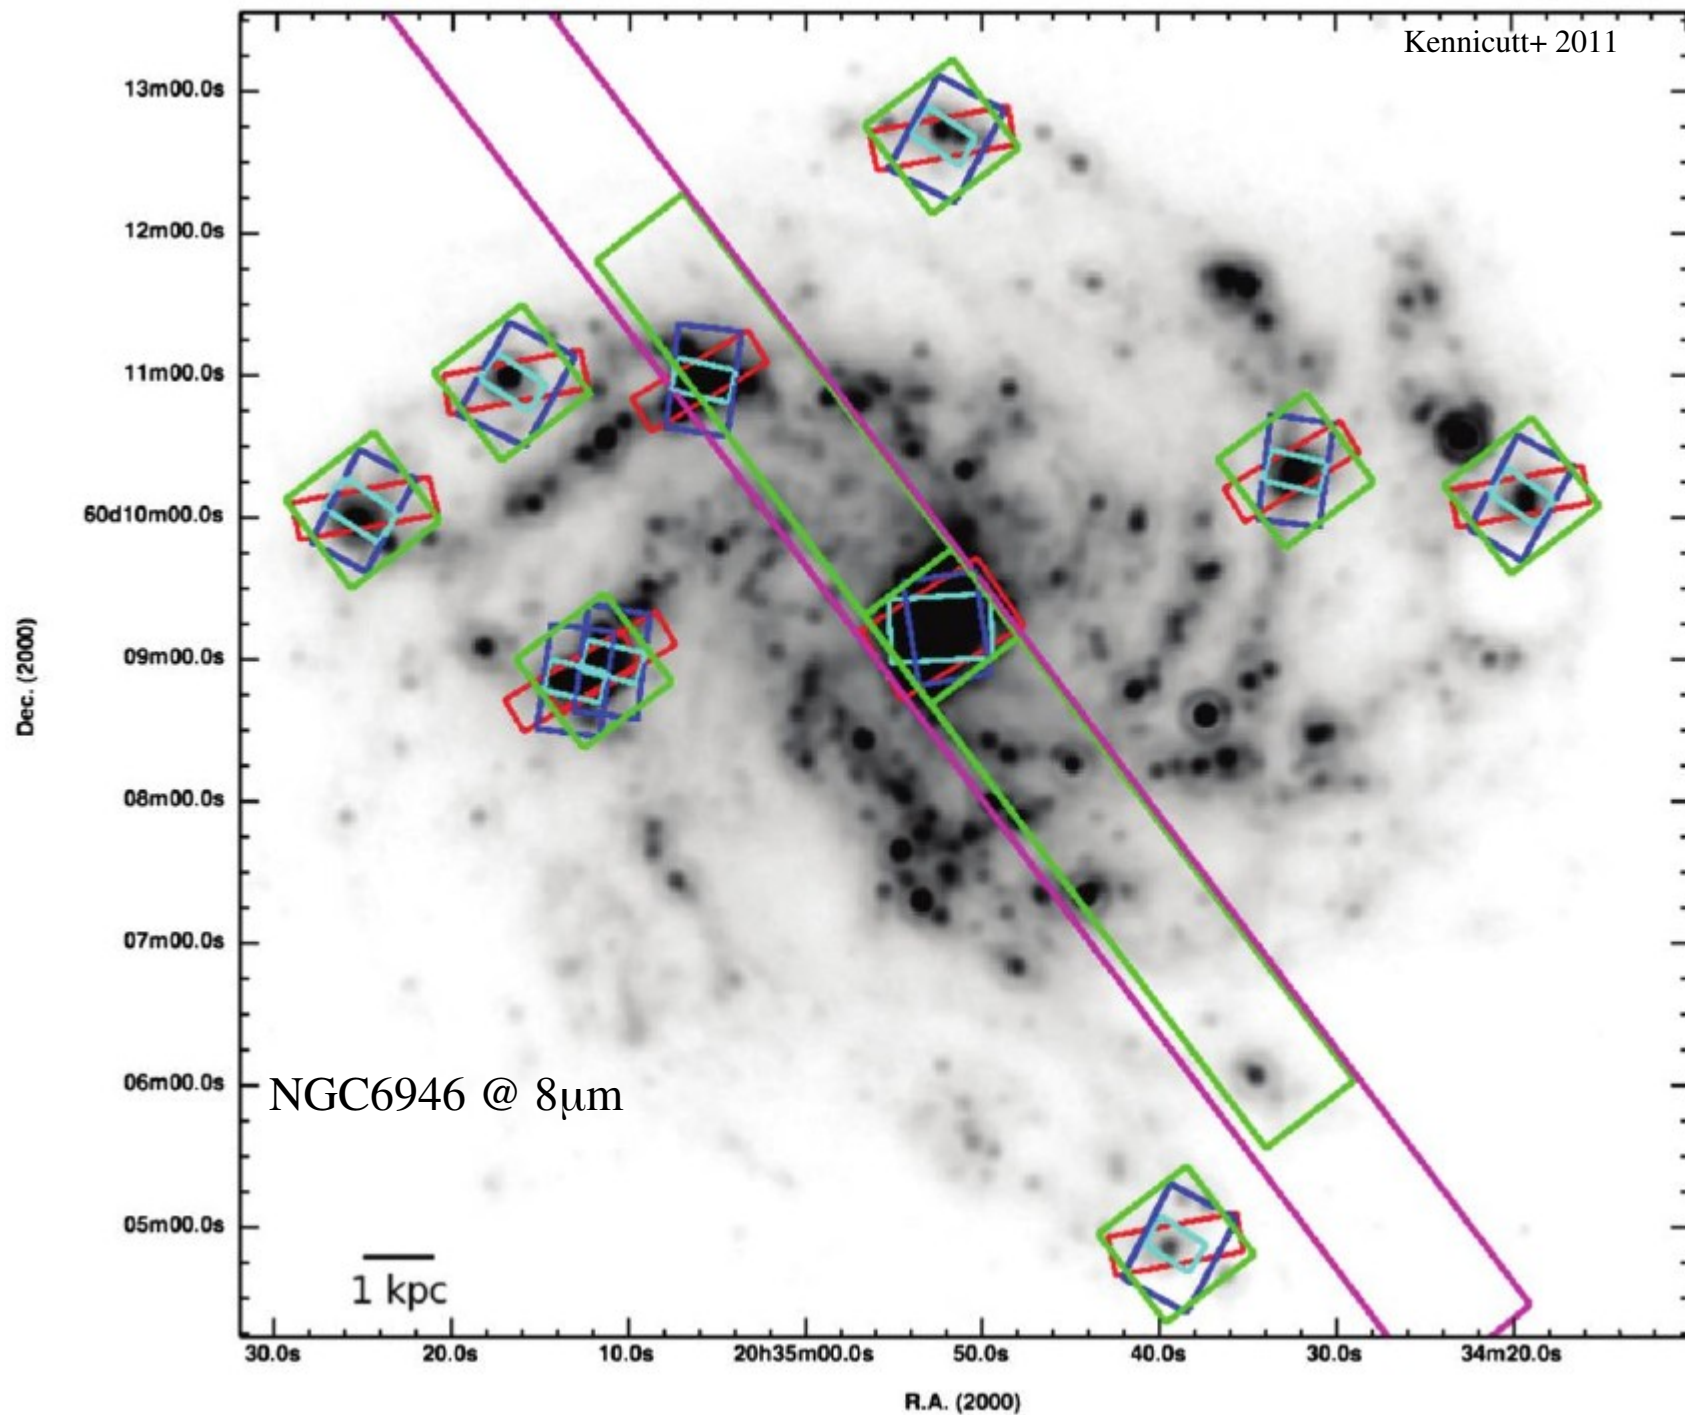 Kennicutt+ 2011
13m00.0s
12m00.0s
11m00.0s
60d10m00.0s
09m00.0s
08m00.0s
07m00.0s
06m00.0s
05m00.0s
Dec. (2000)
NGC6946 @ 8μm
1 kpc
30.0s 20.0s 10.0s 20h35m00.0s 50.0s 40.0s 30.0s 34m20.0s
R.A. (2000)